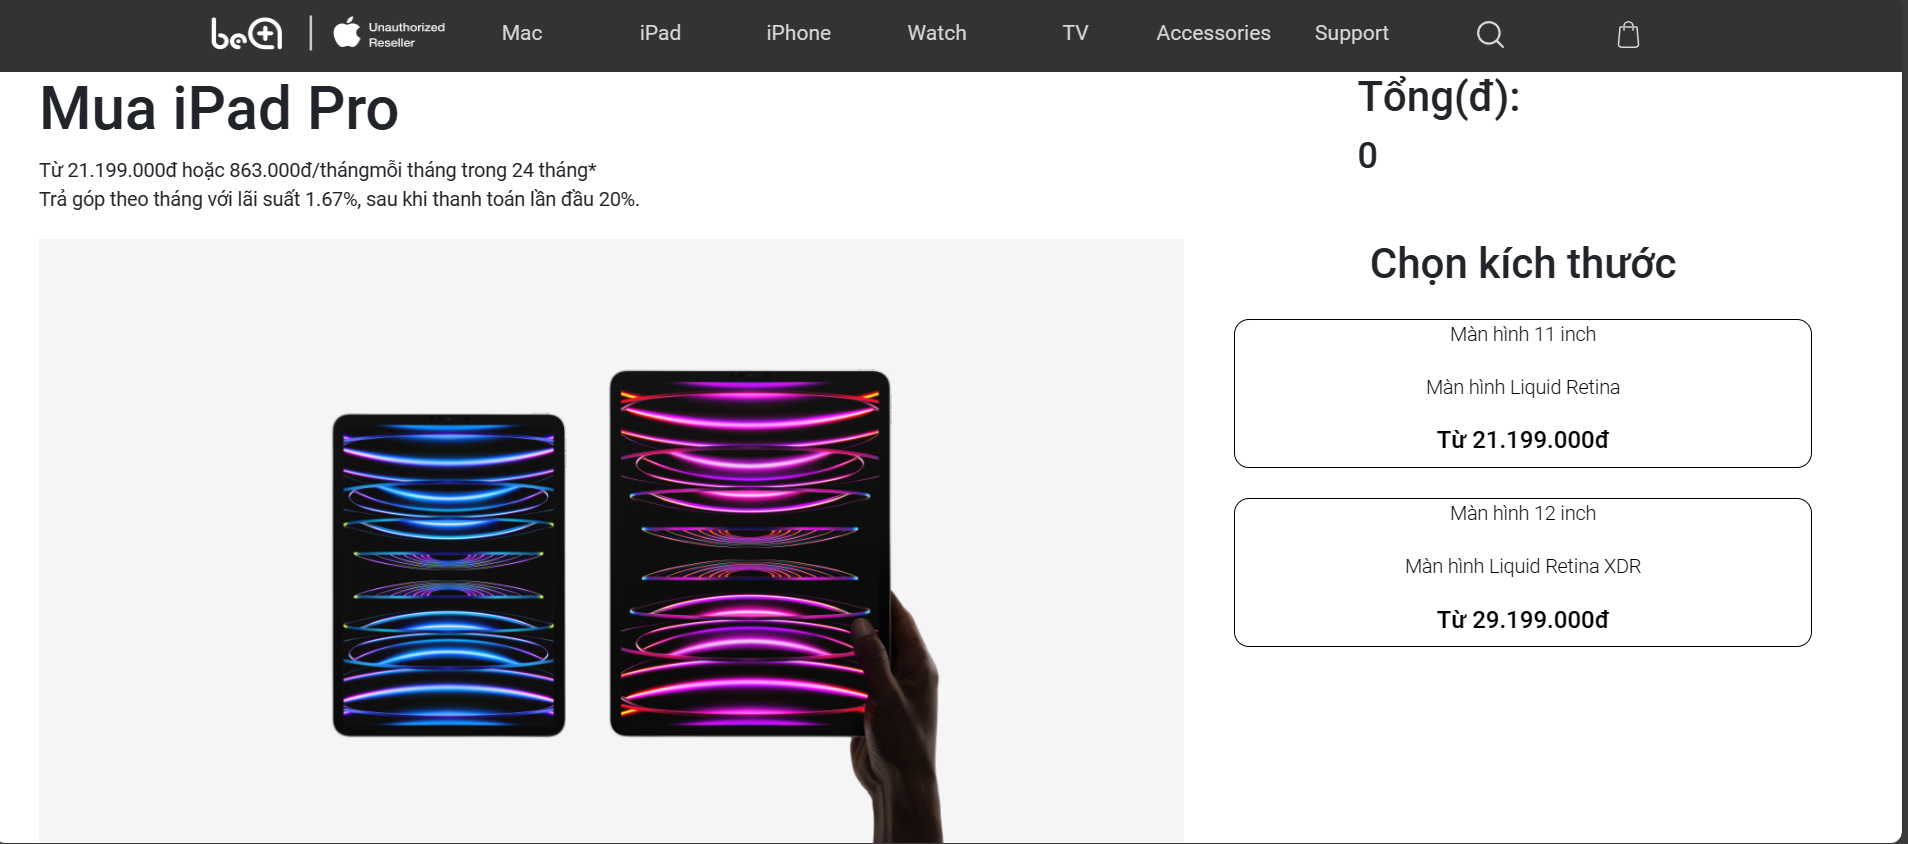 be
Unauthorized
Reseller
Mac
iPad
iPhone
Watch
TV
Accessories
Support
Mua iPad Pro
Từ 21.199.000đ hoặc 863.000đ/thángmỗi tháng trong 24 tháng*
Trả góp theo tháng với lãi suất 1.67%, sau khi thanh toán lần đầu 20%.
Tổng(đ):
0
Chọn kích thước
Màn hình 11 inch
Màn hình Liquid Retina
Từ 21.199.000đ
Màn hình 12 inch
Màn hình Liquid Retina XDR
Từ 29.199.000đ